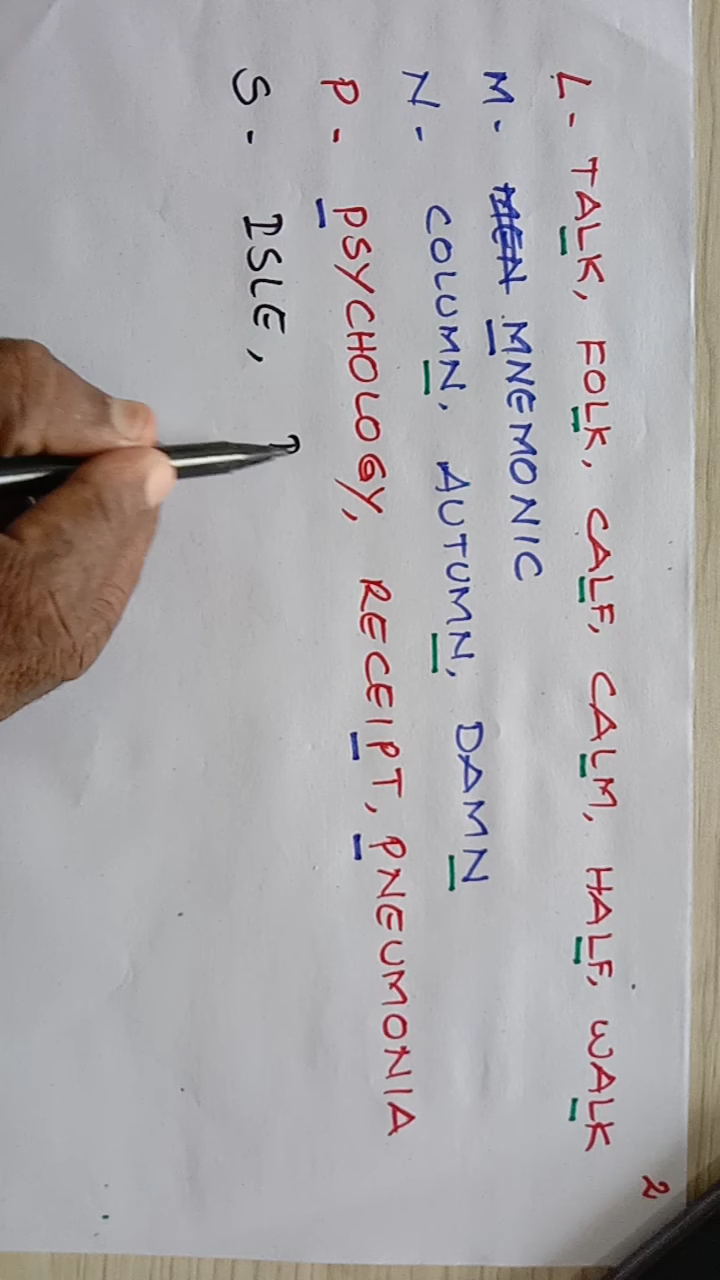 2
L - TALK, FOLK, CALF, CALM, HALF, WALK
M - MNEMONIC
N - COLUMN, AUTUMN, DAMN
P - PSYCHOLOGY, RECEIPT, PNEUMONIA
S - ISLE,